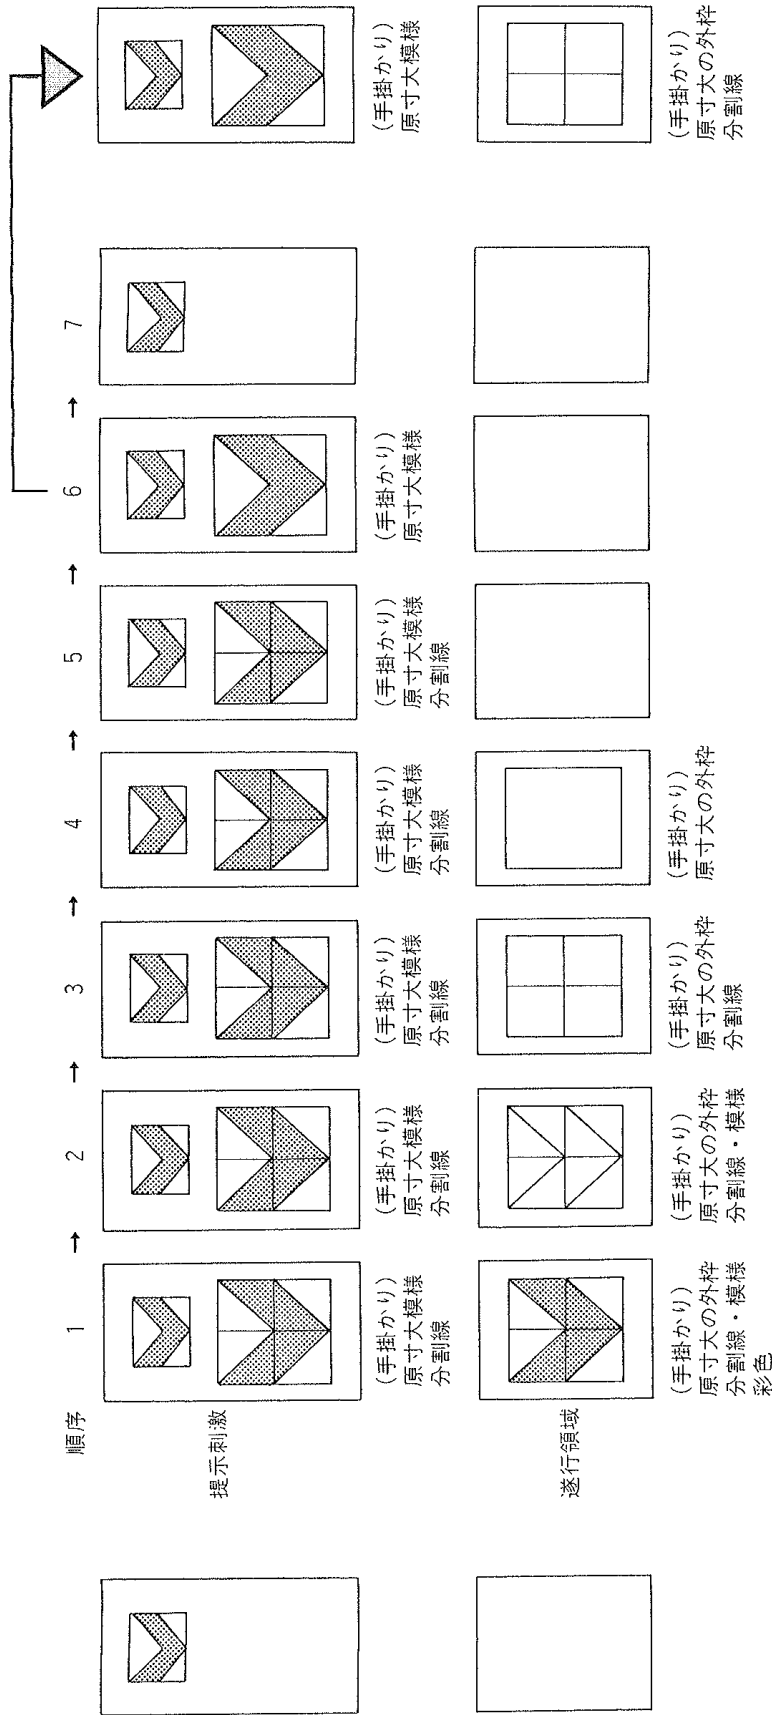 順序
1 → 2 → 3 → 4 → 5 → 6 → 7
提示刺激
(手掛かり)
原寸大模様
分割線
(手掛かり)
原寸大模様
分割線
(手掛かり)
原寸大模様
分割線
(手掛かり)
原寸大模様
分割線
(手掛かり)
原寸大模様
分割線
(手掛かり)
原寸大模様
(手掛かり)
原寸大模様
遂行領域
(手掛かり)
原寸大の外枠
分割線・模様
彩色
(手掛かり)
原寸大の外枠
分割線・模様
(手掛かり)
原寸大の外枠
分割線
(手掛かり)
原寸大の外枠
(手掛かり)
原寸大の外枠
分割線